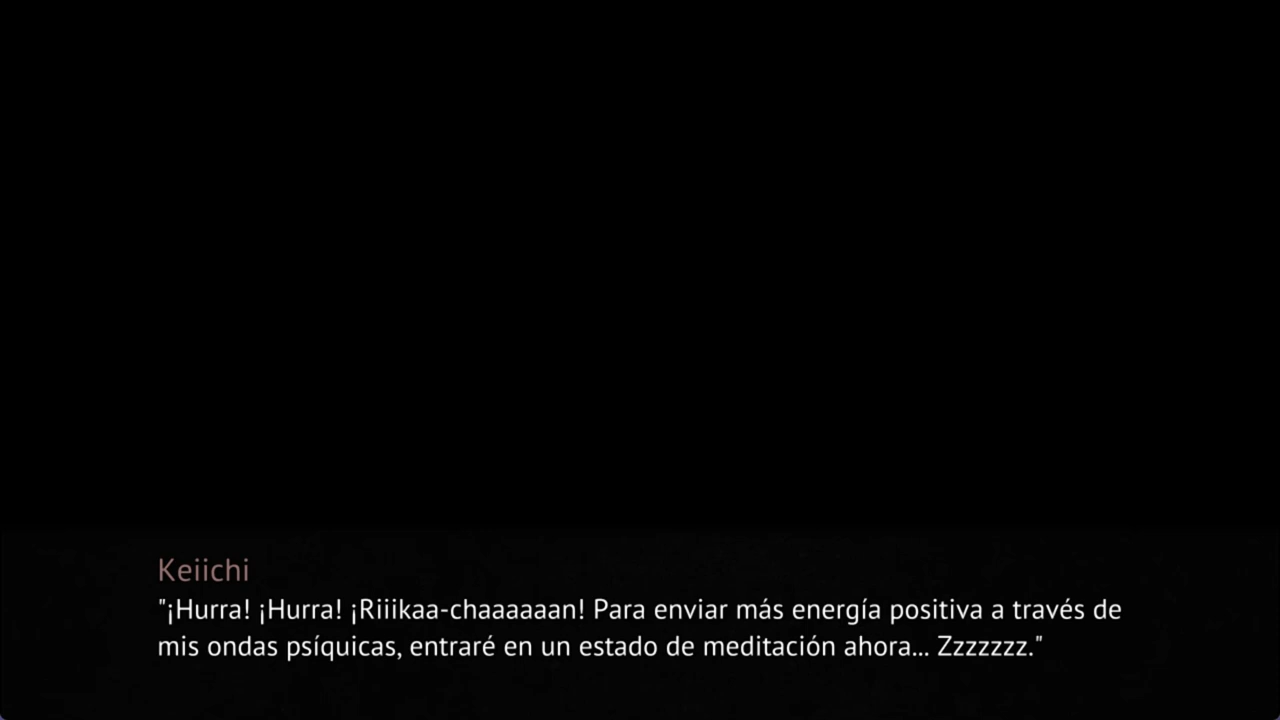 Keiichi
"¡Hurra! ¡Hurra! ¡Riiikaa-chaaaaaan! Para enviar más energía positiva a través de
mis ondas psíquicas, entraré en un estado de meditación ahora... Zzzzzzz."